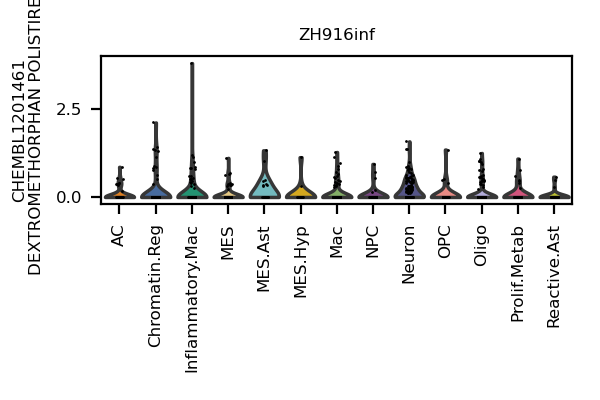 ZH916inf
CHEMBL1201461
DEXTROMETHORPHAN POLISTIRE
2.5
0.0
AC
Chromatin.Reg
Inflammatory.Mac
MES
MES.Ast
MES.Hyp
Mac
NPC
Neuron
OPC
Oligo
Prolif.Metab
Reactive.Ast